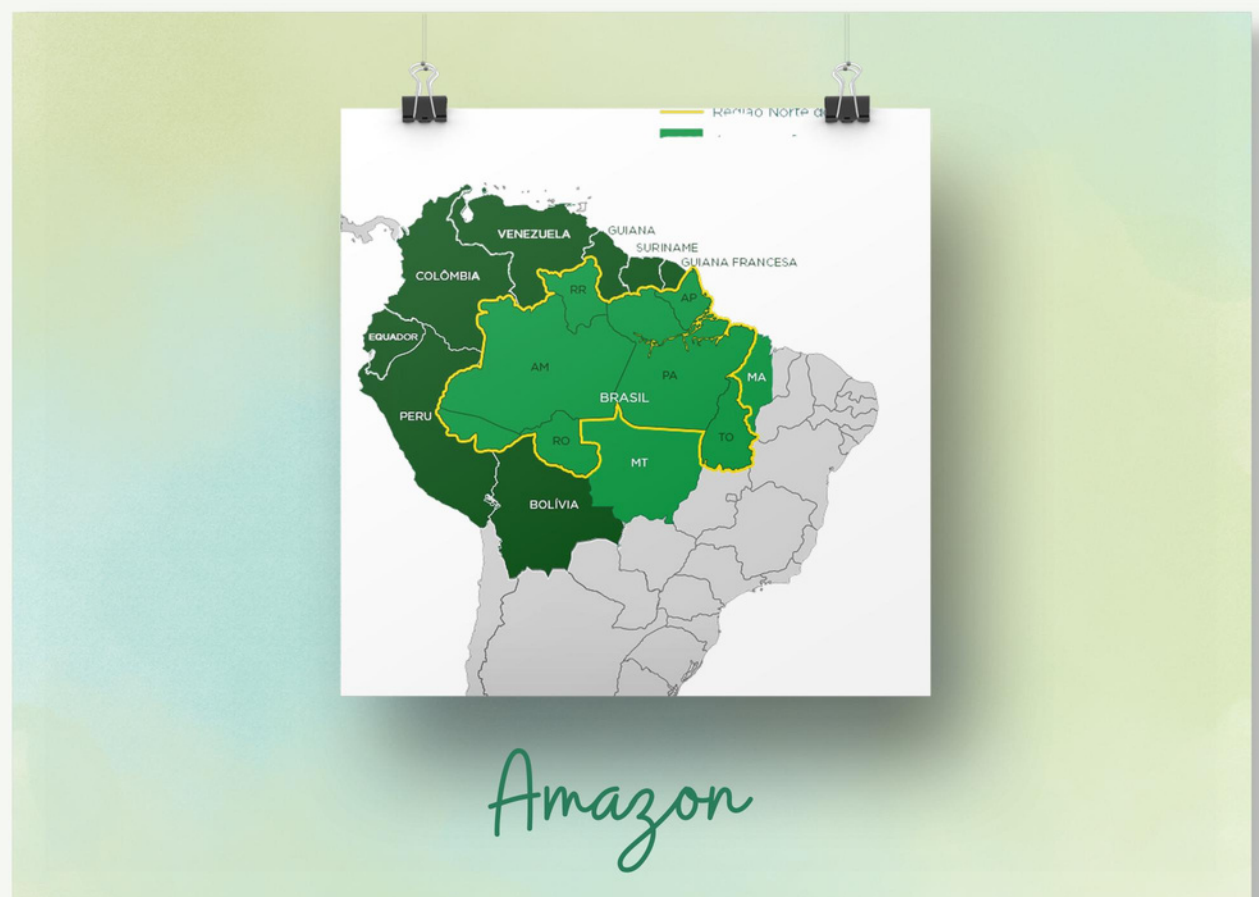 Região Norte d
VENEZUELA
GUIANA
SURINAME
GUIANA FRANCESA
COLÔMBIA
RR
AP
EQUADOR
AM
PA
MA
BRASIL
PERU
RO
TO
MT
BOLÍVIA
Amazon